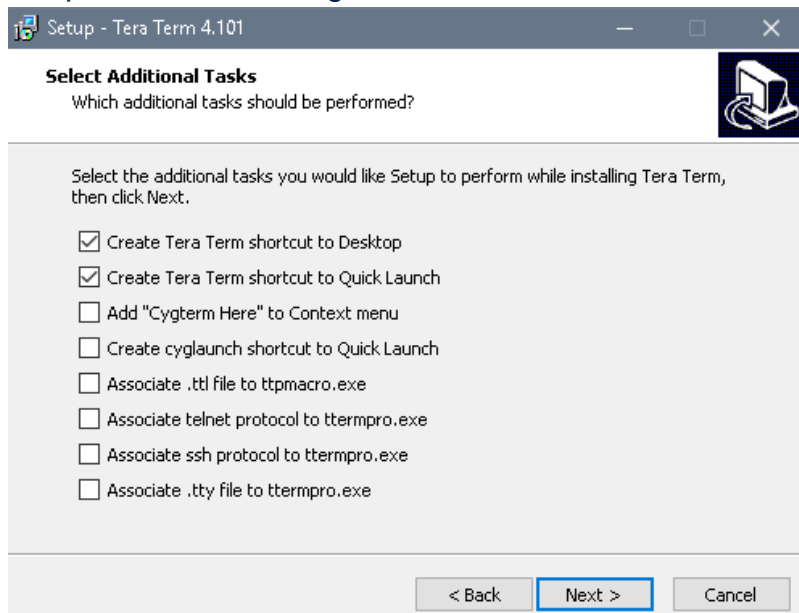 Setup - Tera Term 4.101
Select Additional Tasks
Which additional tasks should be performed?
Select the additional tasks you would like Setup to perform while installing Tera Term,
then click Next.
Create Tera Term shortcut to Desktop
Create Tera Term shortcut to Quick Launch
Add "Cygterm Here" to Context menu
Create cyglaunch shortcut to Quick Launch
Associate .ttl file to ttpmacro.exe
Associate telnet protocol to ttermpro.exe
Associate ssh protocol to ttermpro.exe
Associate .tty file to ttermpro.exe
< Back Next > Cancel